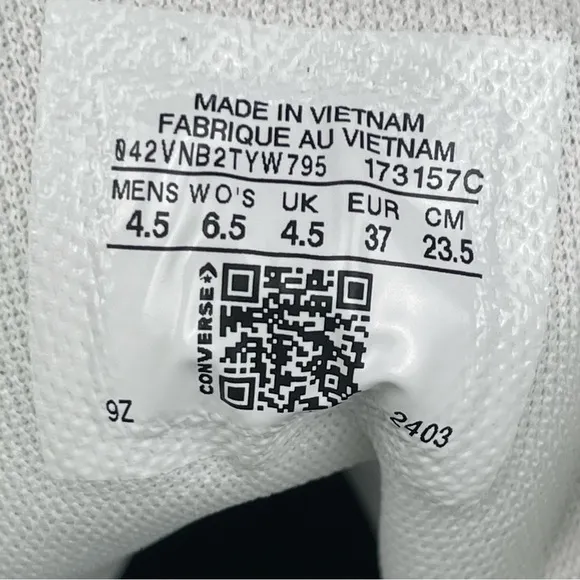 MADE IN VIETNAM
FABRIQUE AU VIETNAM
042VNB2TYW795 173157C
MENS WO'S UK EUR CM
4.5 6.5 4.5 37 23.5
CONVERSE
9Z 2403